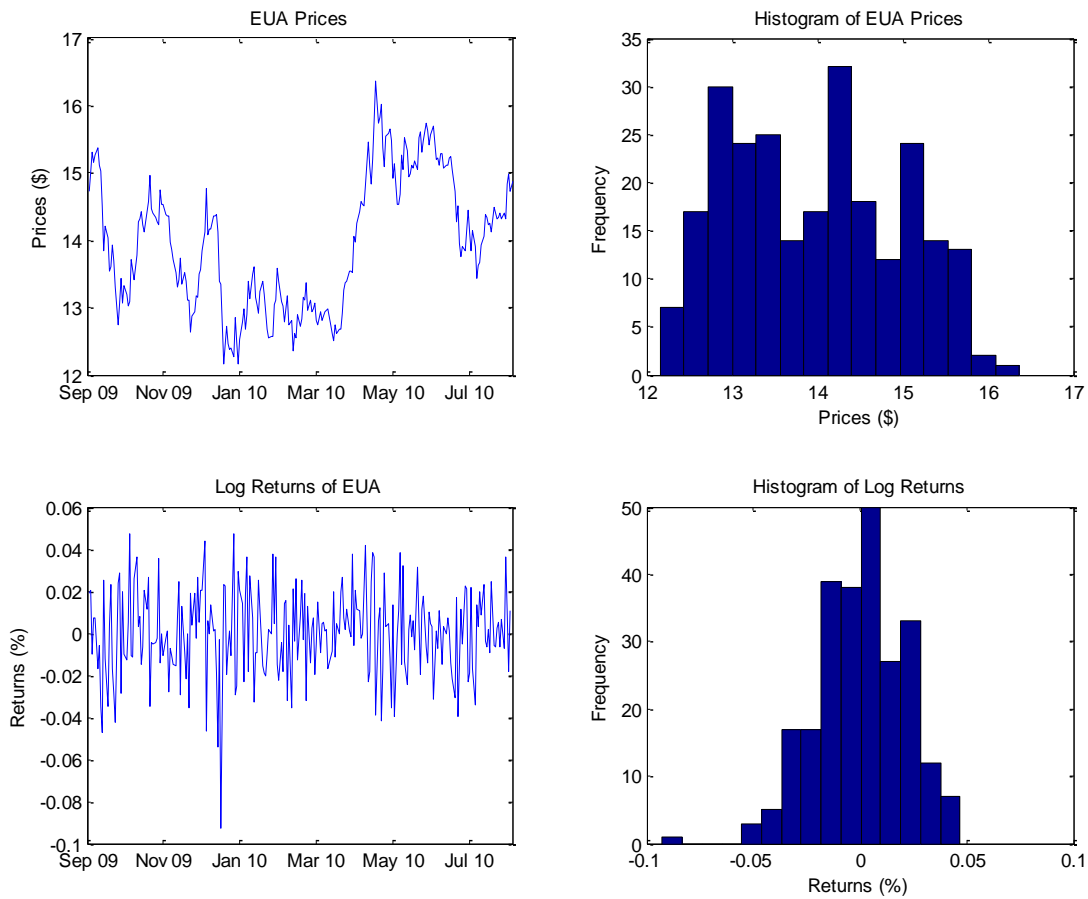 EUA Prices
17
16
15
14
13
12
Prices ($)
Sep 09 Nov 09 Jan 10 Mar 10 May 10 Jul 10
Histogram of EUA Prices
35
30
25
20
15
10
5
0
Frequency
12 13 14 15 16 17
Prices ($)
Log Returns of EUA
0.06
0.04
0.02
0
-0.02
-0.04
-0.06
-0.08
-0.1
Returns (%)
Sep 09 Nov 09 Jan 10 Mar 10 May 10 Jul 10
Histogram of Log Returns
50
40
30
20
10
0
Frequency
-0.1 -0.05 0 0.05 0.1
Returns (%)